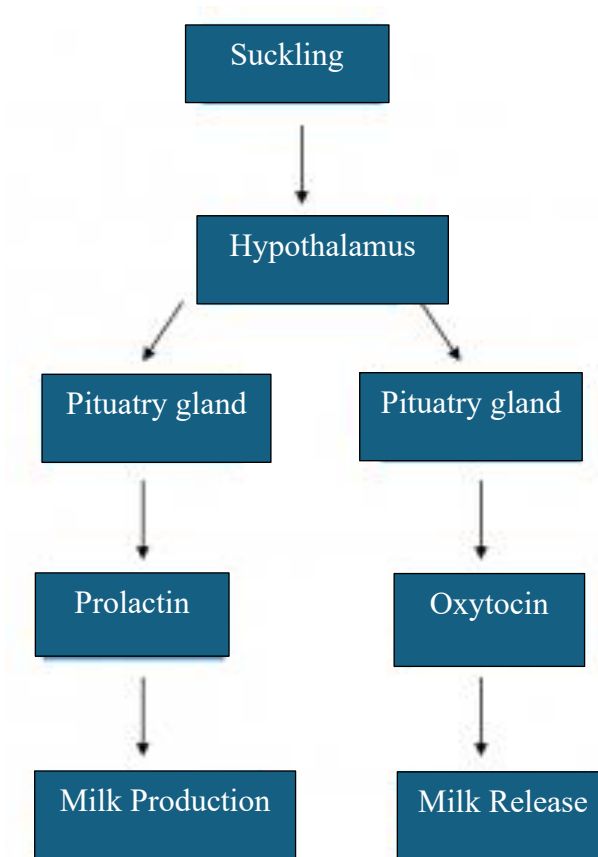 Suckling
Hypothalamus
Pituatry gland
Pituatry gland
Prolactin
Oxytocin
Milk Production
Milk Release